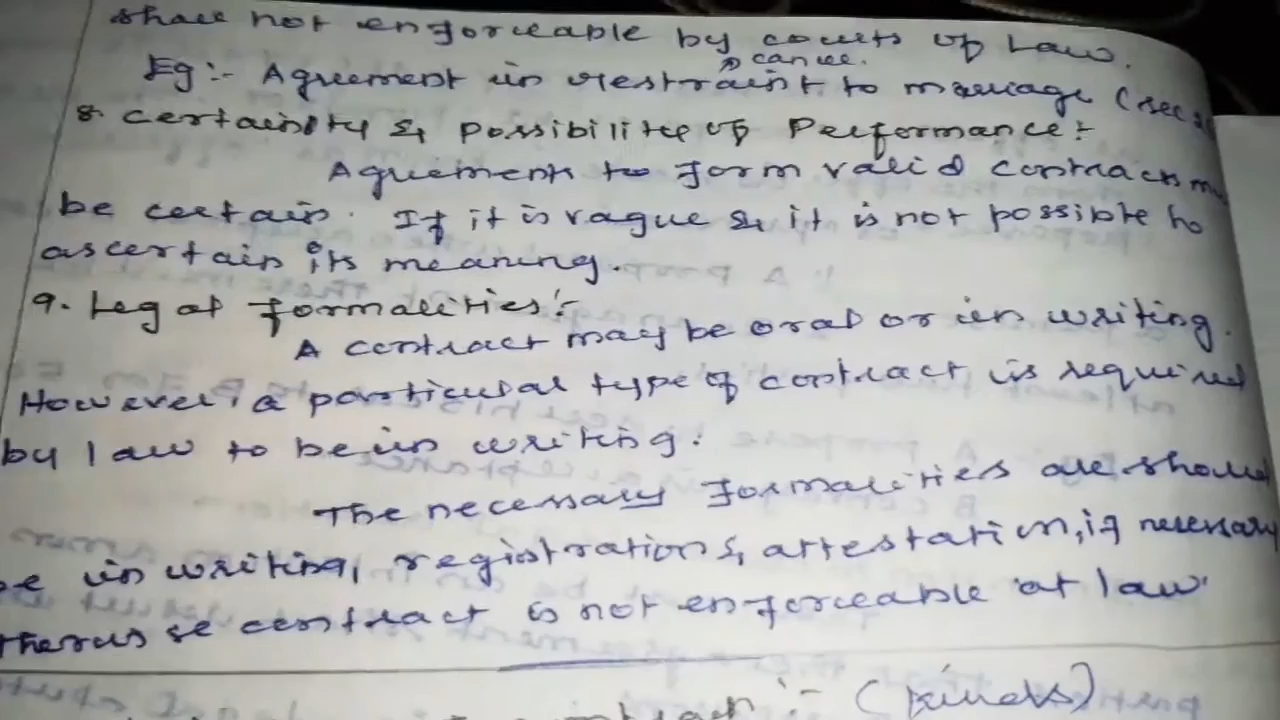 shall not enforceable by courts of Law.
cancel.
Eg :- Agreement in restraint to marriage (sec
8. certainity & possibility of Performance :-
Agreement to form valid contract
be certain. If it is vague & it is not possible to
ascertain its meaning.
9. Legal formalities :-
A contract may be oral or in writing.
However, a particular type of contract is required
by law to be in writing.
The necessary formalities are should
be in writing, registration &, attestation, if necessary
therwise contract is not enforceable at law
:- (kinds)